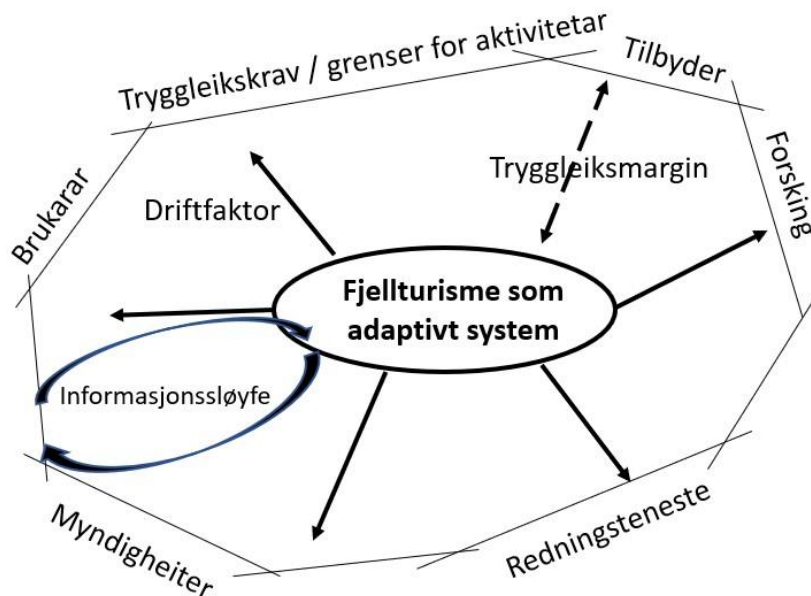 Tryggleikskrav / grenser for aktivitetar
Tilbyder
Forsking
Brukarar
Driftfaktor
Tryggleiksmargin
Fjellturisme som
adaptivt system
Informasjonssløyfe
Myndigheiter
Redningsteneste